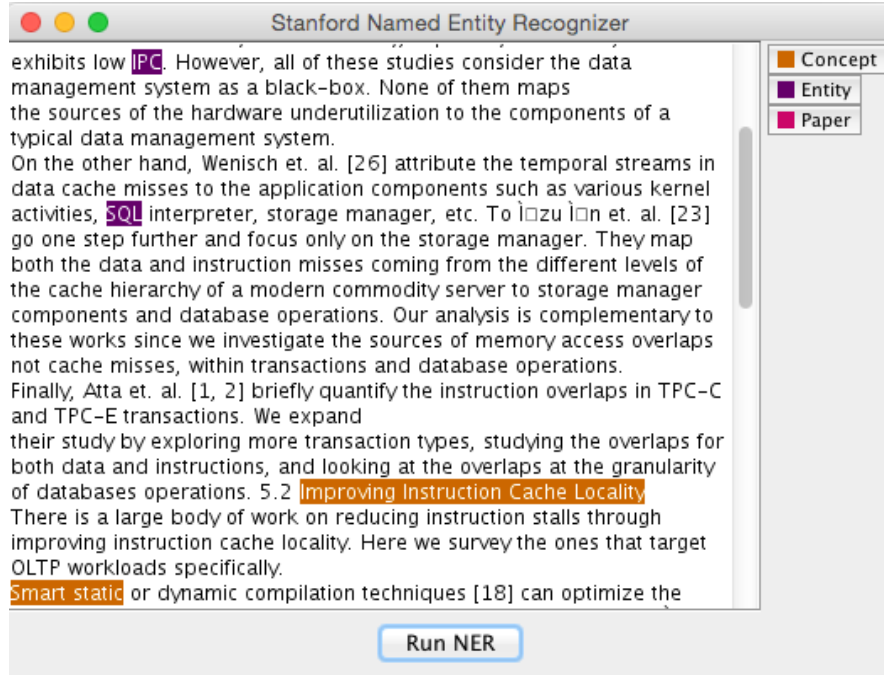 Stanford Named Entity Recognizer
exhibits low IPC. However, all of these studies consider the data
management system as a black-box. None of them maps
the sources of the hardware underutilization to the components of a
typical data management system.
On the other hand, Wenisch et. al. [26] attribute the temporal streams in
data cache misses to the application components such as various kernel
activities, SQL interpreter, storage manager, etc. To Ì□zu Ì□n et. al. [23]
go one step further and focus only on the storage manager. They map
both the data and instruction misses coming from the different levels of
the cache hierarchy of a modern commodity server to storage manager
components and database operations. Our analysis is complementary to
these works since we investigate the sources of memory access overlaps
not cache misses, within transactions and database operations.
Finally, Atta et. al. [1, 2] briefly quantify the instruction overlaps in TPC-C
and TPC-E transactions. We expand
their study by exploring more transaction types, studying the overlaps for
both data and instructions, and looking at the overlaps at the granularity
of databases operations. 5.2 Improving Instruction Cache Locality
There is a large body of work on reducing instruction stalls through
improving instruction cache locality. Here we survey the ones that target
OLTP workloads specifically.
Smart static or dynamic compilation techniques [18] can optimize the
Concept
Entity
Paper
Run NER